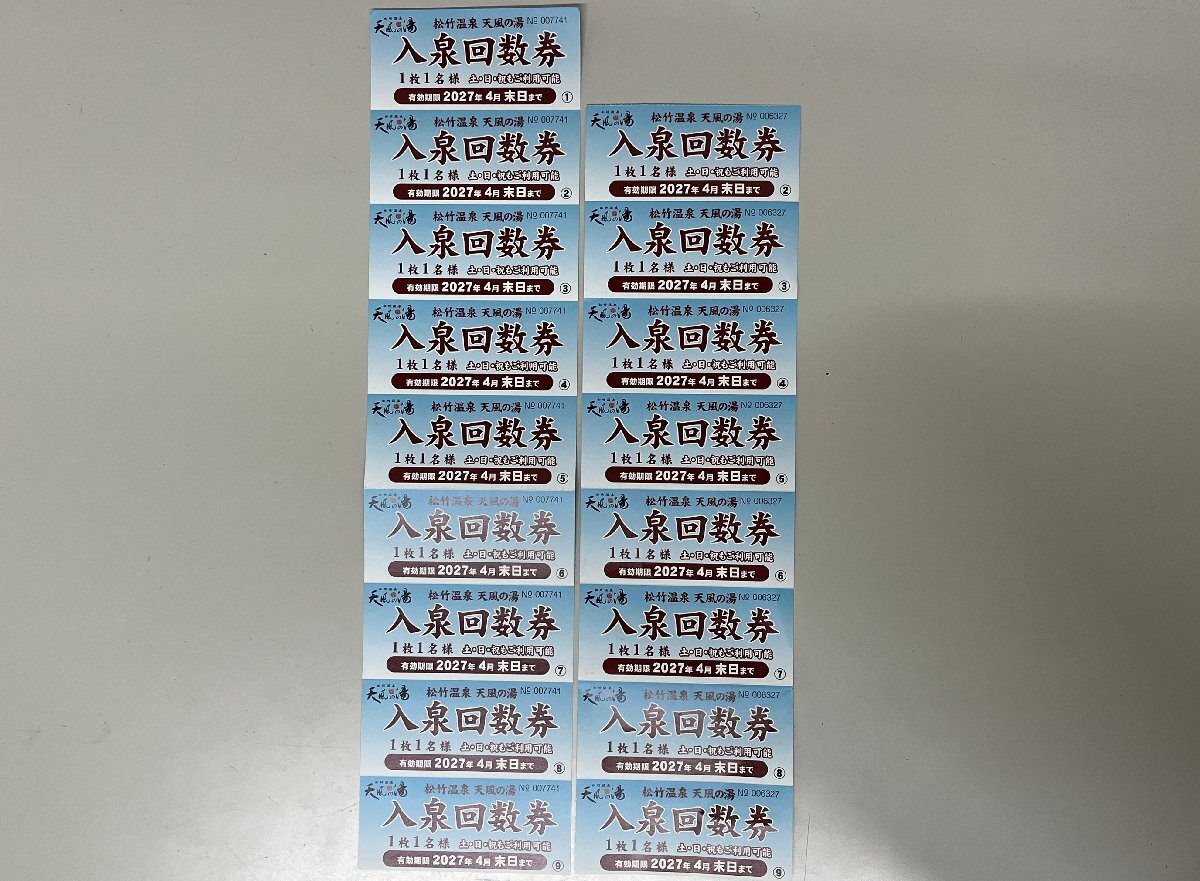 天風の湯 松竹温泉 天風の湯 № 007741
入泉回数券
1枚1名様 土・日・祝もご利用可能
有効期限 2027年 4月 末日まで ①
天風の湯 松竹温泉 天風の湯 № 007741
入泉回数券
1枚1名様 土・日・祝もご利用可能
有効期限 2027年 4月 末日まで ②
天風の湯 松竹温泉 天風の湯 № 007741
入泉回数券
1枚1名様 土・日・祝もご利用可能
有効期限 2027年 4月 末日まで ③
天風の湯 松竹温泉 天風の湯 № 007741
入泉回数券
1枚1名様 土・日・祝もご利用可能
有効期限 2027年 4月 末日まで ④
天風の湯 松竹温泉 天風の湯 № 007741
入泉回数券
1枚1名様 土・日・祝もご利用可能
有効期限 2027年 4月 末日まで ⑤
天風の湯 松竹温泉 天風の湯 № 007741
入泉回数券
1枚1名様 土・日・祝もご利用可能
有効期限 2027年 4月 末日まで ⑥
天風の湯 松竹温泉 天風の湯 № 007741
入泉回数券
1枚1名様 土・日・祝もご利用可能
有効期限 2027年 4月 末日まで ⑦
天風の湯 松竹温泉 天風の湯 № 007741
入泉回数券
1枚1名様 土・日・祝もご利用可能
有効期限 2027年 4月 末日まで ⑧
天風の湯 松竹温泉 天風の湯 № 007741
入泉回数券
1枚1名様 土・日・祝もご利用可能
有効期限 2027年 4月 末日まで ⑨
天風の湯 松竹温泉 天風の湯 № 006327
入泉回数券
1枚1名様 土・日・祝もご利用可能
有効期限 2027年 4月 末日まで ②
天風の湯 松竹温泉 天風の湯 № 006327
入泉回数券
1枚1名様 土・日・祝もご利用可能
有効期限 2027年 4月 末日まで ③
天風の湯 松竹温泉 天風の湯 № 006327
入泉回数券
1枚1名様 土・日・祝もご利用可能
有効期限 2027年 4月 末日まで ④
天風の湯 松竹温泉 天風の湯 № 006327
入泉回数券
1枚1名様 土・日・祝もご利用可能
有効期限 2027年 4月 末日まで ⑤
天風の湯 松竹温泉 天風の湯 № 006327
入泉回数券
1枚1名様 土・日・祝もご利用可能
有効期限 2027年 4月 末日まで ⑥
天風の湯 松竹温泉 天風の湯 № 006327
入泉回数券
1枚1名様 土・日・祝もご利用可能
有効期限 2027年 4月 末日まで ⑦
天風の湯 松竹温泉 天風の湯 № 006327
入泉回数券
1枚1名様 土・日・祝もご利用可能
有効期限 2027年 4月 末日まで ⑧
天風の湯 松竹温泉 天風の湯 № 006327
入泉回数券
1枚1名様 土・日・祝もご利用可能
有効期限 2027年 4月 末日まで ⑨